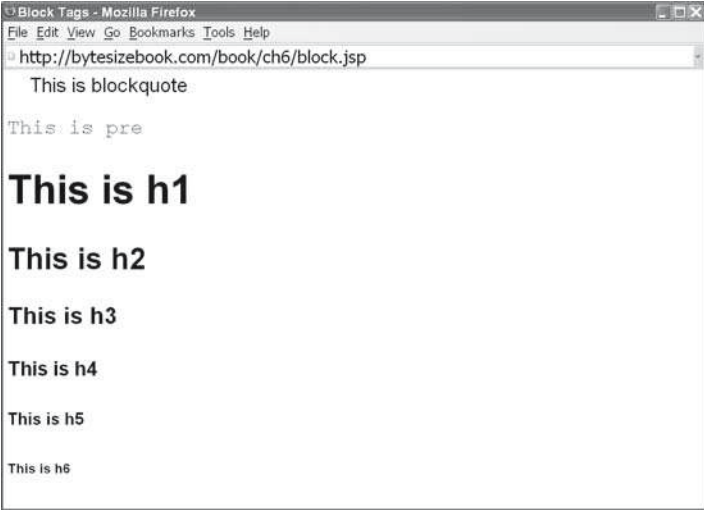 Block Tags - Mozilla Firefox
File Edit View Go Bookmarks Tools Help
http://bytesizebook.com/book/ch6/block.jsp
This is blockquote
This is pre
This is h1
This is h2
This is h3
This is h4
This is h5
This is h6